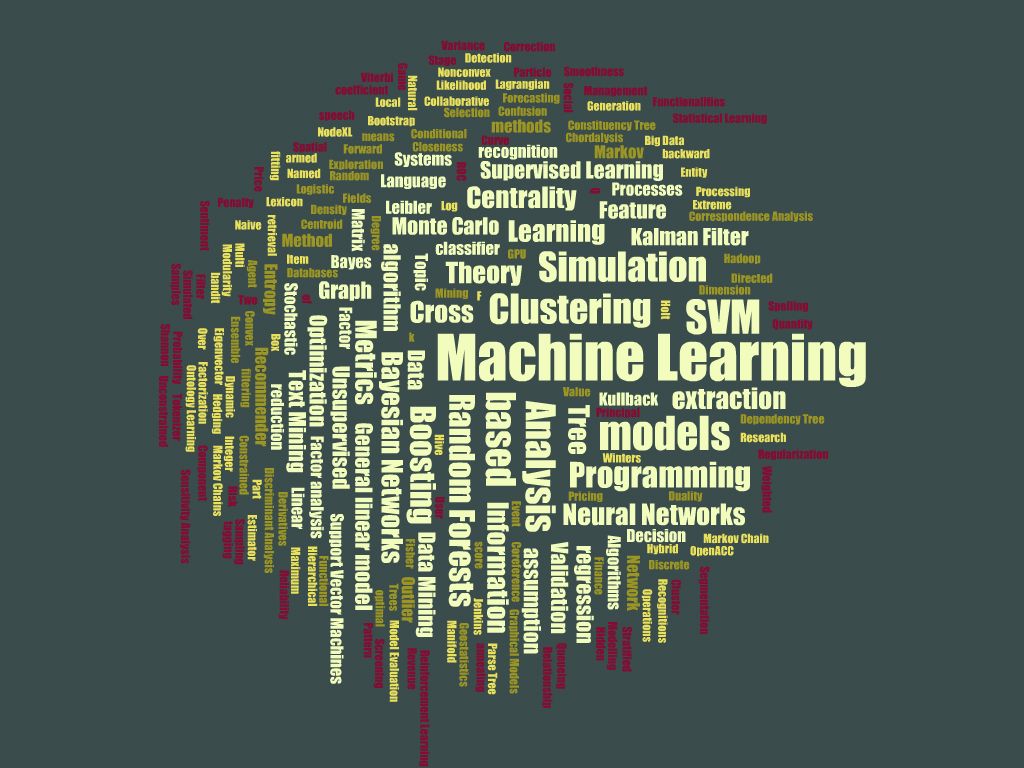 Variance
Correction
Stage
Detection
Nonconvex
Particle
Smoothness
Viterbi
Game
Natural
Likelihood
Lagrangian
coefficient
Social
Management
Local
Collaborative
Forecasting
Generation
Functionalities
Selection
Confusion
speech
Bootstrap
methods
Constituency Tree
Statistical Learning
NodeXL
means
Conditional
Chordalysis
Curve
Big Data
Spatial
Forward
Closeness
recognition
Markov
backward
fitting
armed
Exploration
Systems
ROC
Supervised Learning
Entity
Price
Named
Random
Language
Processes
Processing
Logistic
Centrality
Penalty
Lexicon
Fields
Leibler
Log
Feature
Extreme
Sentiment
Density
Matrix
Degree
Correspondence Analysis
Naive
retrieval
Centroid
Monte Carlo
Learning
Kalman Filter
Method
classifier
GPU
Modularity
Multi
Item
Bayes
algorithm
Topic
Theory
Simulation
Hadoop
Agent
Entropy
Databases
Directed
Samples
Simulated
Filter
bandit
Stochastic
Graph
Mining
F
Dimension
Two
of
Cross
Clustering
Holt
SVM
Spelling
Quantity
Shannon
Probability
Over
Eigenvector
Ensemble
Convex
Box
Optimization
Factor
Metrics
k
Data
Machine Learning
Unconstrained
Tokenizer
Ontology Learning
Factorization
Hedging
Dynamic
filtering
Recommender
reduction
Text Mining
Unsupervised
Bayesian Networks
Boosting
Hive
Random Forests
based
Analysis
Value
Tree
Kullback
extraction
Principal
models
Dependency Tree
Research
Winters
Regularization
Programming
Weighted
Pricing
Duality
Neural Networks
Decision
Markov Chain
Hybrid
OpenACC
Discrete
Sensitivity Analysis
Component
Markov Chains
Integer
Constrained
Risk
Part
Discriminant Analysis
Derivatives
Linear
Factor analysis
General linear model
User
Information
Event
tagging
Sampling
Estimator
Reliability
Maximum
Hierarchical
Functional
Support Vector Machines
optimal
Trees
Fisher
Outlier
Data Mining
score
Coreference
assumption
Validation
regression
Finance
Algorithms
Network
Operations
Recognitions
Cluster
Segmentation
Pattern
Screening
Model Evaluation
Revenue
Reinforcement Learning
Manifold
Geostatistics
Jenkins
annealing
Parse Tree
Graphical Models
Relationship
Queueing
Hidden
Modelling
Stratified